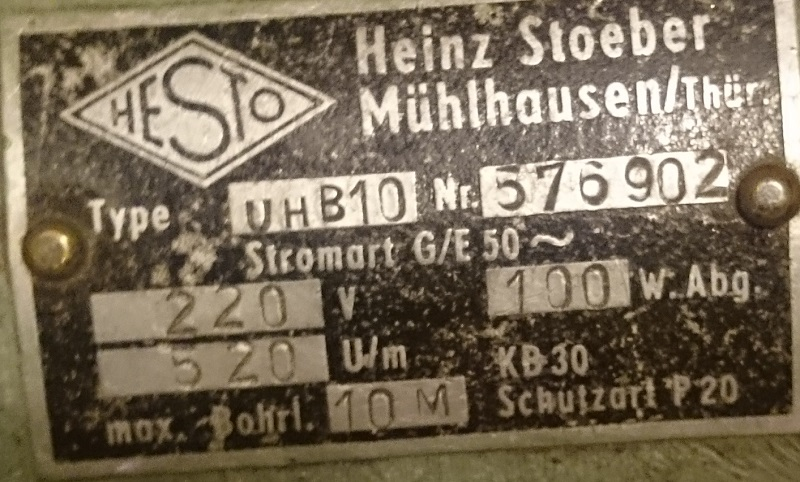 HESTO
Heinz Stoeber
Mühlhausen/Thür.
Type UHB10 Nr. 576902
Stromart G/E 50~
220 V 100 W. Abg.
520 U/m KB 30
max. Bohrl. 10 M Schutzart P 20